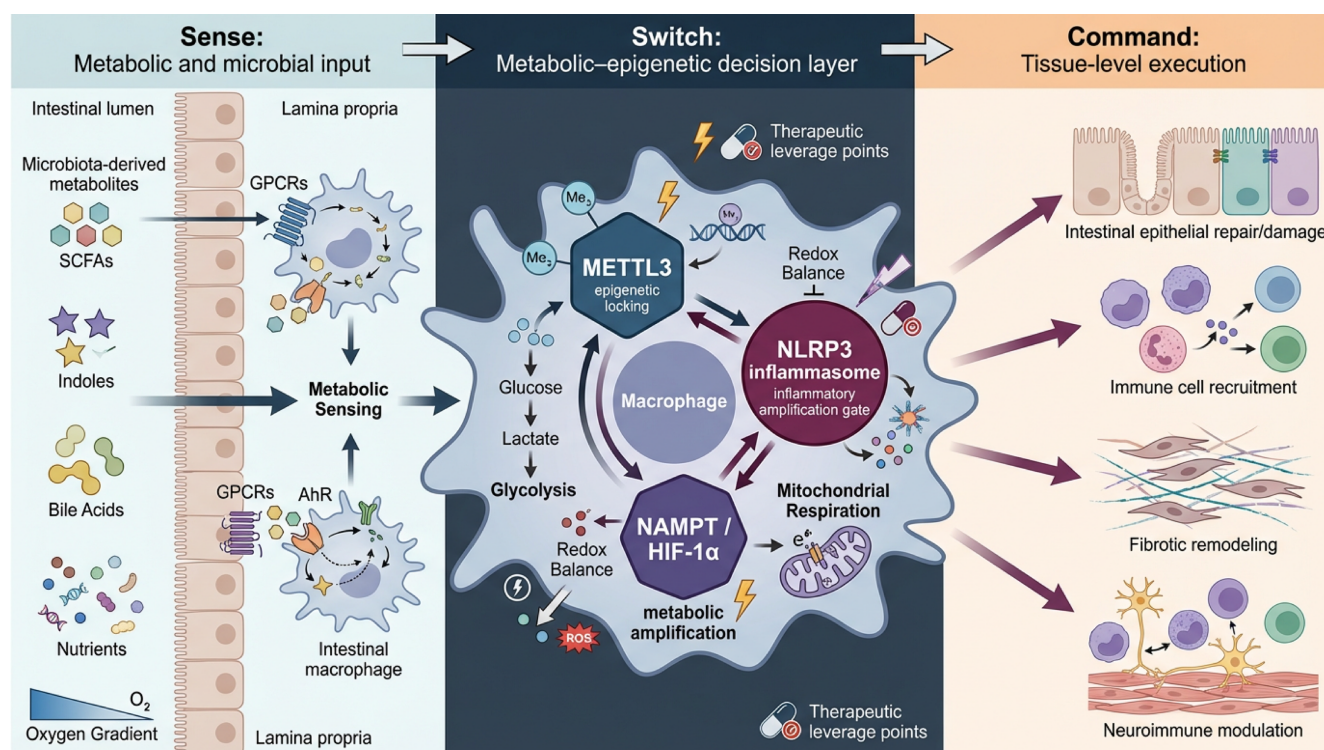 Sense:
Metabolic and microbial input
Switch:
Metabolic–epigenetic decision layer
Command:
Tissue-level execution
Intestinal lumen
Lamina propria
Microbiota-derived
metabolites
SCFAs
Indoles
Bile Acids
Nutrients
O₂
Oxygen Gradient
GPCRs
Metabolic
Sensing
GPCRs
AhR
Intestinal
macrophage
Lamina propria
Therapeutic
leverage points
Me₃
Me₃
METTL3
epigenetic
locking
Redox
Balance
NLRP3
inflammasome
inflammatory
amplification gate
Macrophage
Glucose
Lactate
Glycolysis
NAMPT /
HIF-1α
metabolic
amplification
Redox
Balance
ROS
Mitochondrial
Respiration
Therapeutic
leverage points
Intestinal epithelial repair/damage
Immune cell recruitment
Fibrotic remodeling
Neuroimmune modulation